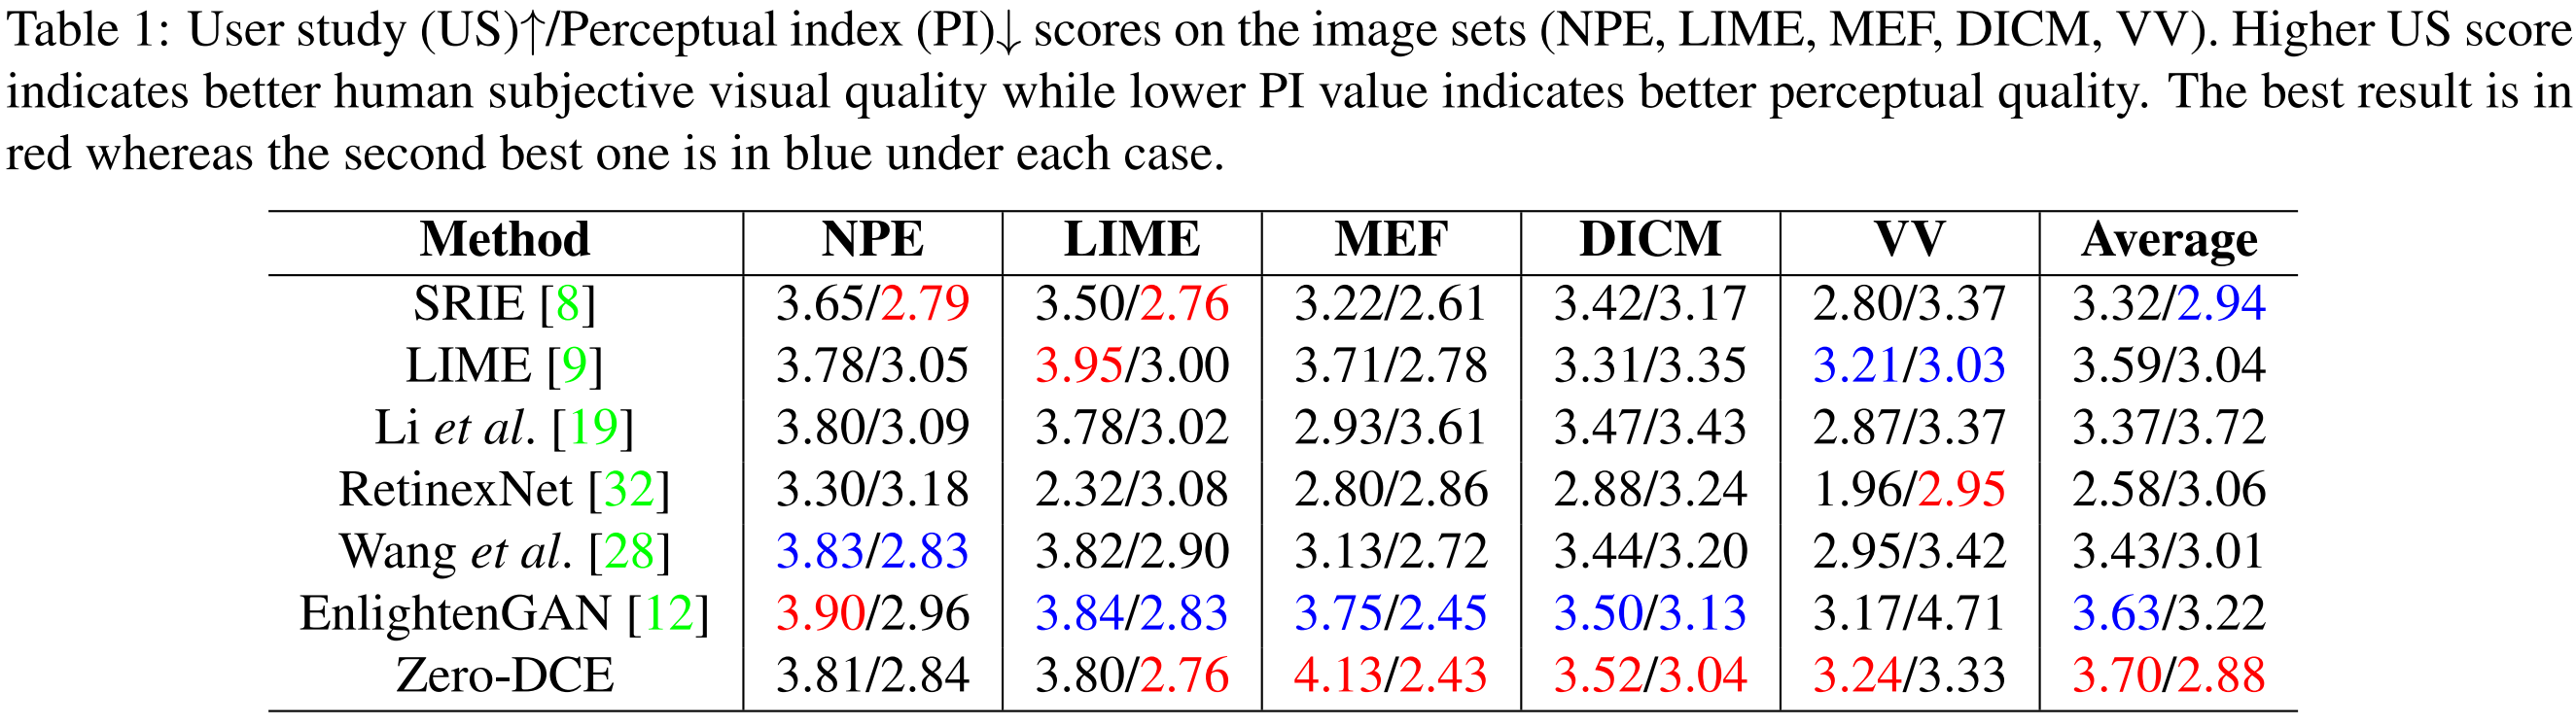 Table 1: User study (US)↑/Perceptual index (PI)↓ scores on the image sets (NPE, LIME, MEF, DICM, VV). Higher US score
indicates better human subjective visual quality while lower PI value indicates better perceptual quality. The best result is in
red whereas the second best one is in blue under each case.
Method NPE LIME MEF DICM VV Average
SRIE [8] 3.65/2.79 3.50/2.76 3.22/2.61 3.42/3.17 2.80/3.37 3.32/2.94
LIME [9] 3.78/3.05 3.95/3.00 3.71/2.78 3.31/3.35 3.21/3.03 3.59/3.04
Li et al. [19] 3.80/3.09 3.78/3.02 2.93/3.61 3.47/3.43 2.87/3.37 3.37/3.72
RetinexNet [32] 3.30/3.18 2.32/3.08 2.80/2.86 2.88/3.24 1.96/2.95 2.58/3.06
Wang et al. [28] 3.83/2.83 3.82/2.90 3.13/2.72 3.44/3.20 2.95/3.42 3.43/3.01
EnlightenGAN [12] 3.90/2.96 3.84/2.83 3.75/2.45 3.50/3.13 3.17/4.71 3.63/3.22
Zero-DCE 3.81/2.84 3.80/2.76 4.13/2.43 3.52/3.04 3.24/3.33 3.70/2.88